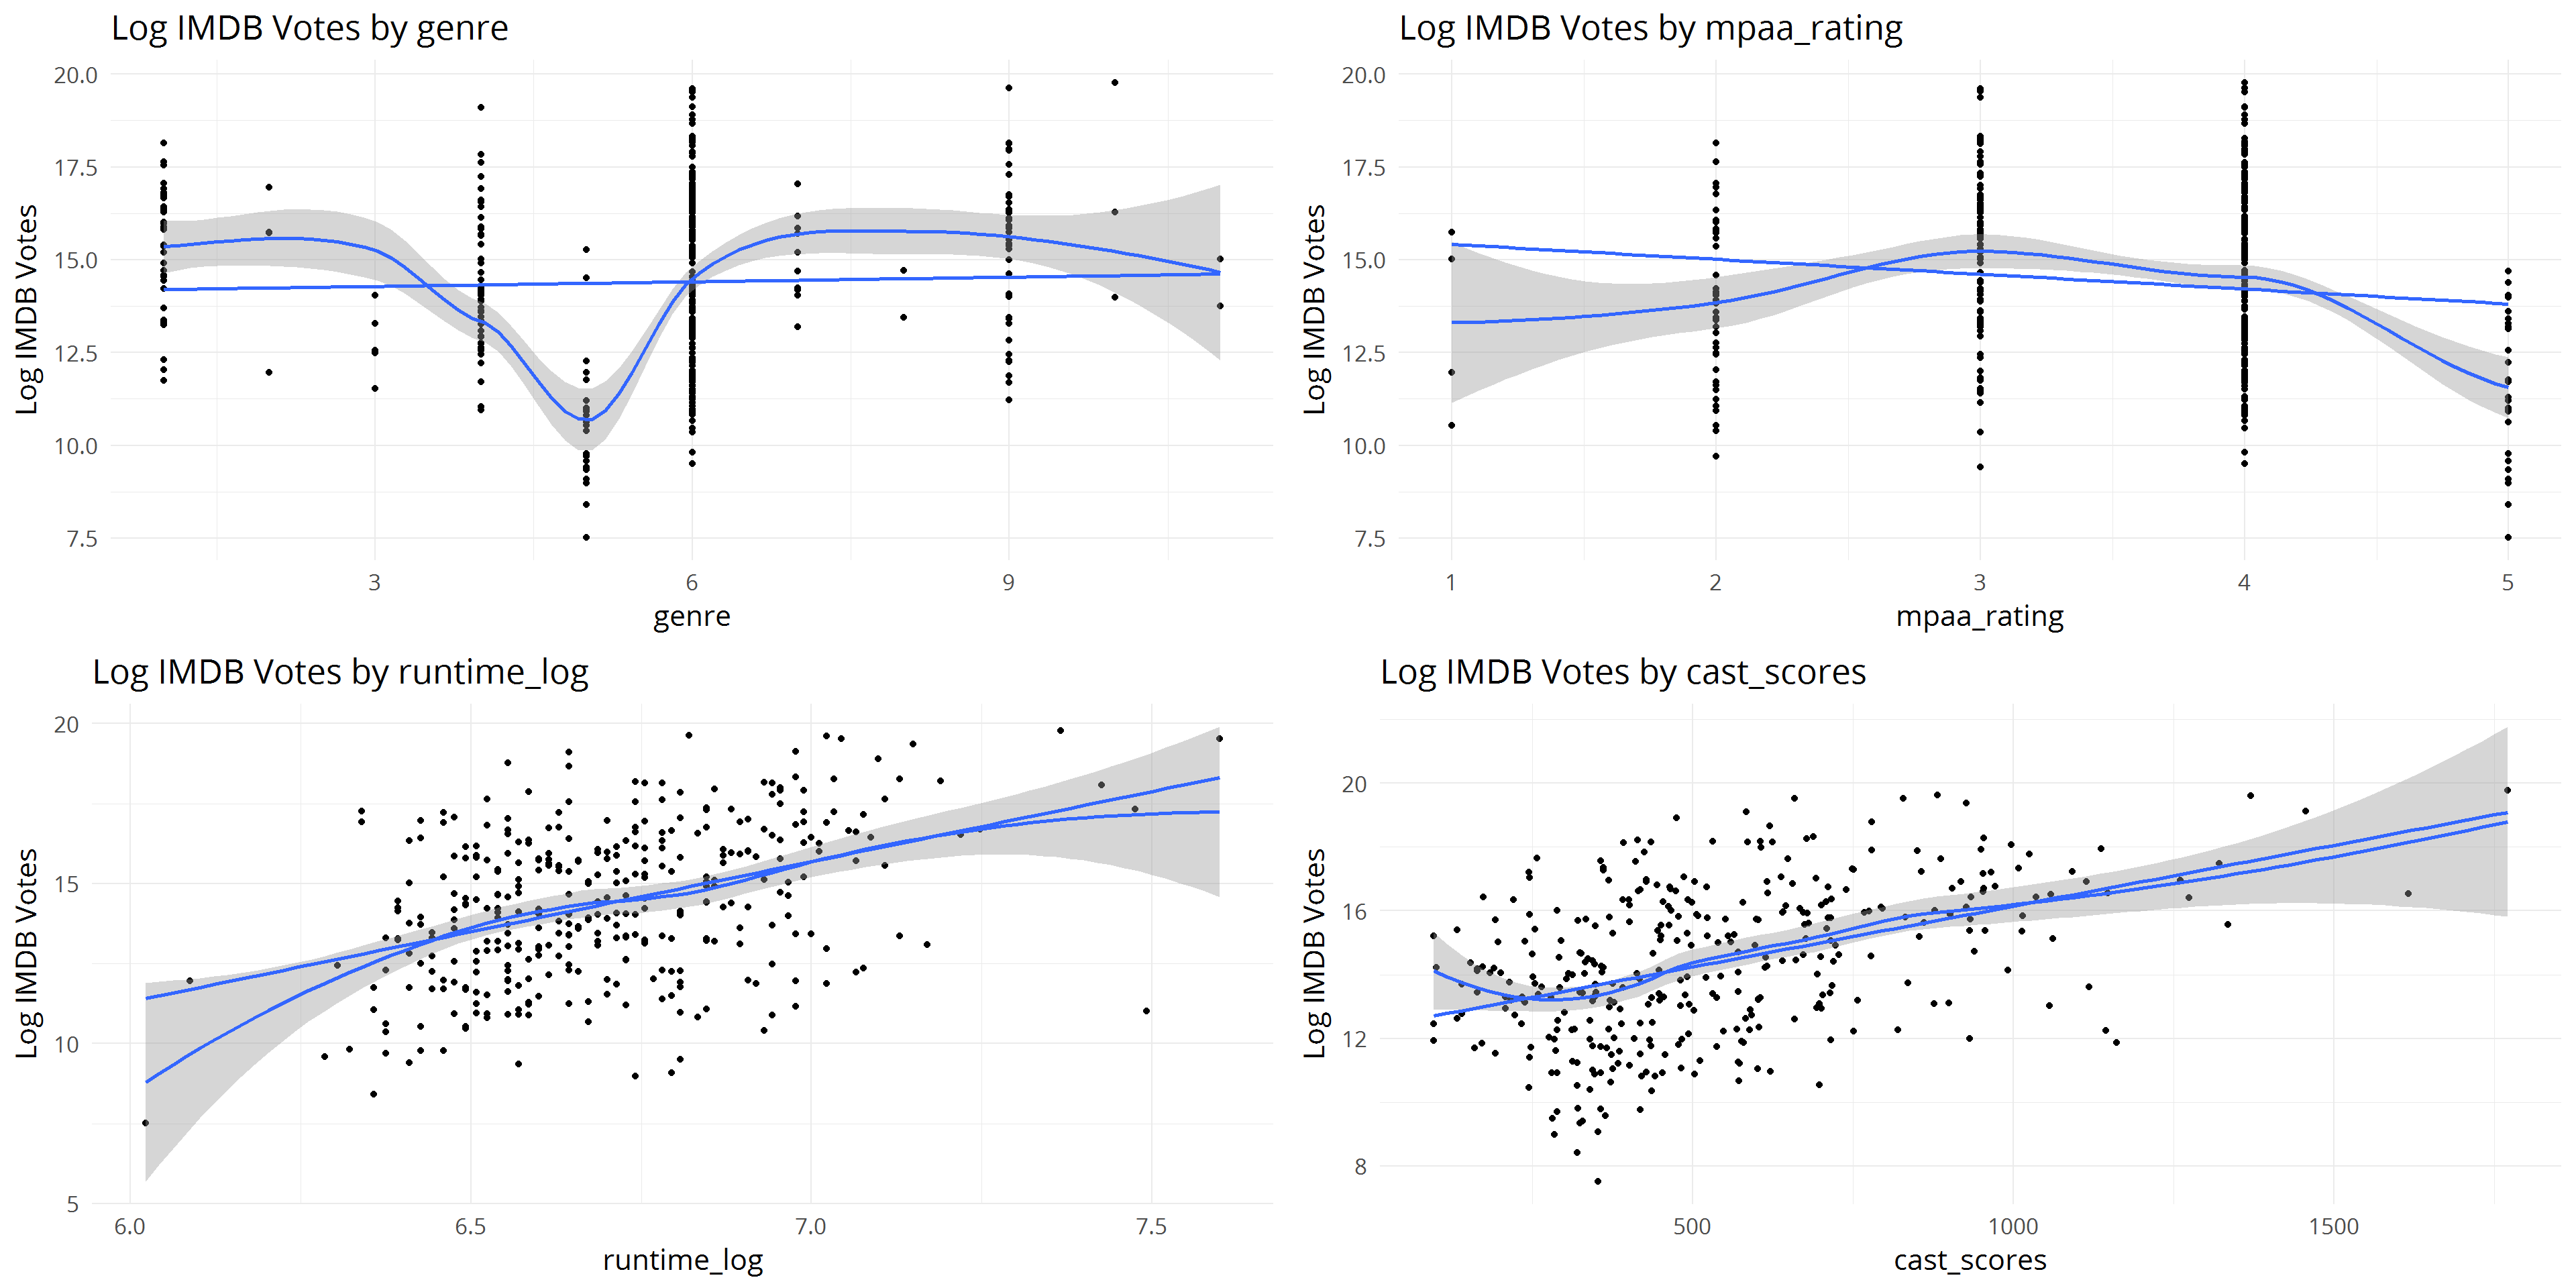 Log IMDB Votes by genre
Log IMDB Votes
20.0
17.5
15.0
12.5
10.0
7.5
3
6
9
genre
Log IMDB Votes by mpaa_rating
Log IMDB Votes
20.0
17.5
15.0
12.5
10.0
7.5
1
2
3
4
5
mpaa_rating
Log IMDB Votes by runtime_log
Log IMDB Votes
20
15
10
5
6.0
6.5
7.0
7.5
runtime_log
Log IMDB Votes by cast_scores
Log IMDB Votes
20
16
12
8
500
1000
1500
cast_scores